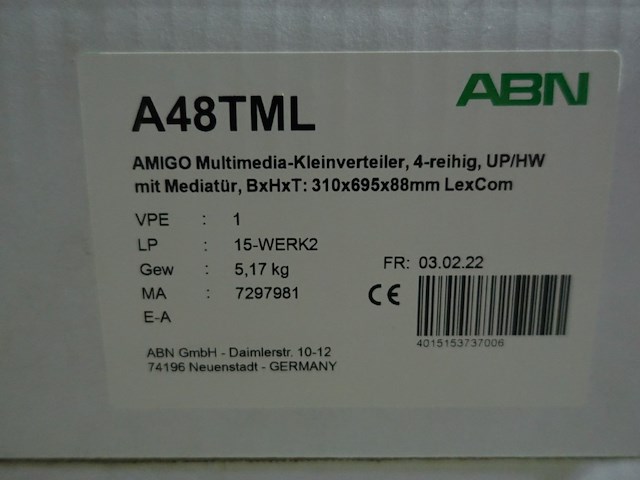 ABN
A48TML
AMIGO Multimedia-Kleinverteiler, 4-reihig, UP/HW
mit Mediatür, BxHxT: 310x695x88mm LexCom
VPE : 1
LP : 15-WERK2
Gew : 5,17 kg
MA : 7297981
E-A
FR: 03.02.22
CE
4015153737006
ABN GmbH - Daimlerstr. 10-12
74196 Neuenstadt - GERMANY